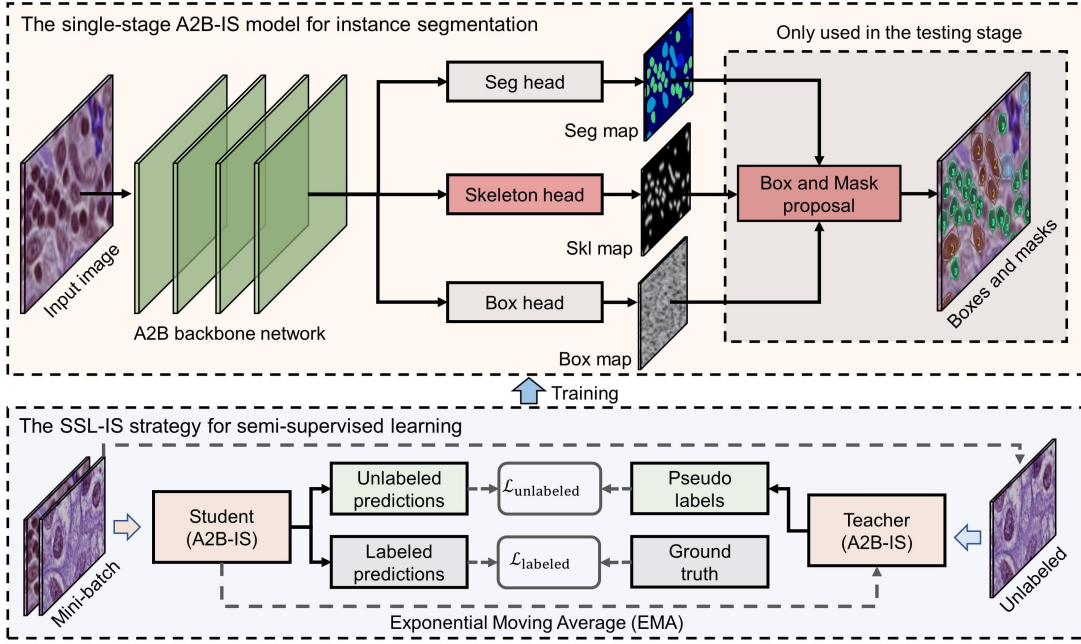 The single-stage A2B-IS model for instance segmentation
Only used in the testing stage
Seg head
Seg map
Skeleton head
Box and Mask
proposal
Skl map
Input image
Boxes and masks
Box head
A2B backbone network
Box map
Training
The SSL-IS strategy for semi-supervised learning
Unlabeled
predictions
ℒunlabeled
Pseudo
labels
Student
(A2B-IS)
Teacher
(A2B-IS)
Labeled
predictions
ℒlabeled
Ground
truth
Mini-batch
Unlabeled
Exponential Moving Average (EMA)